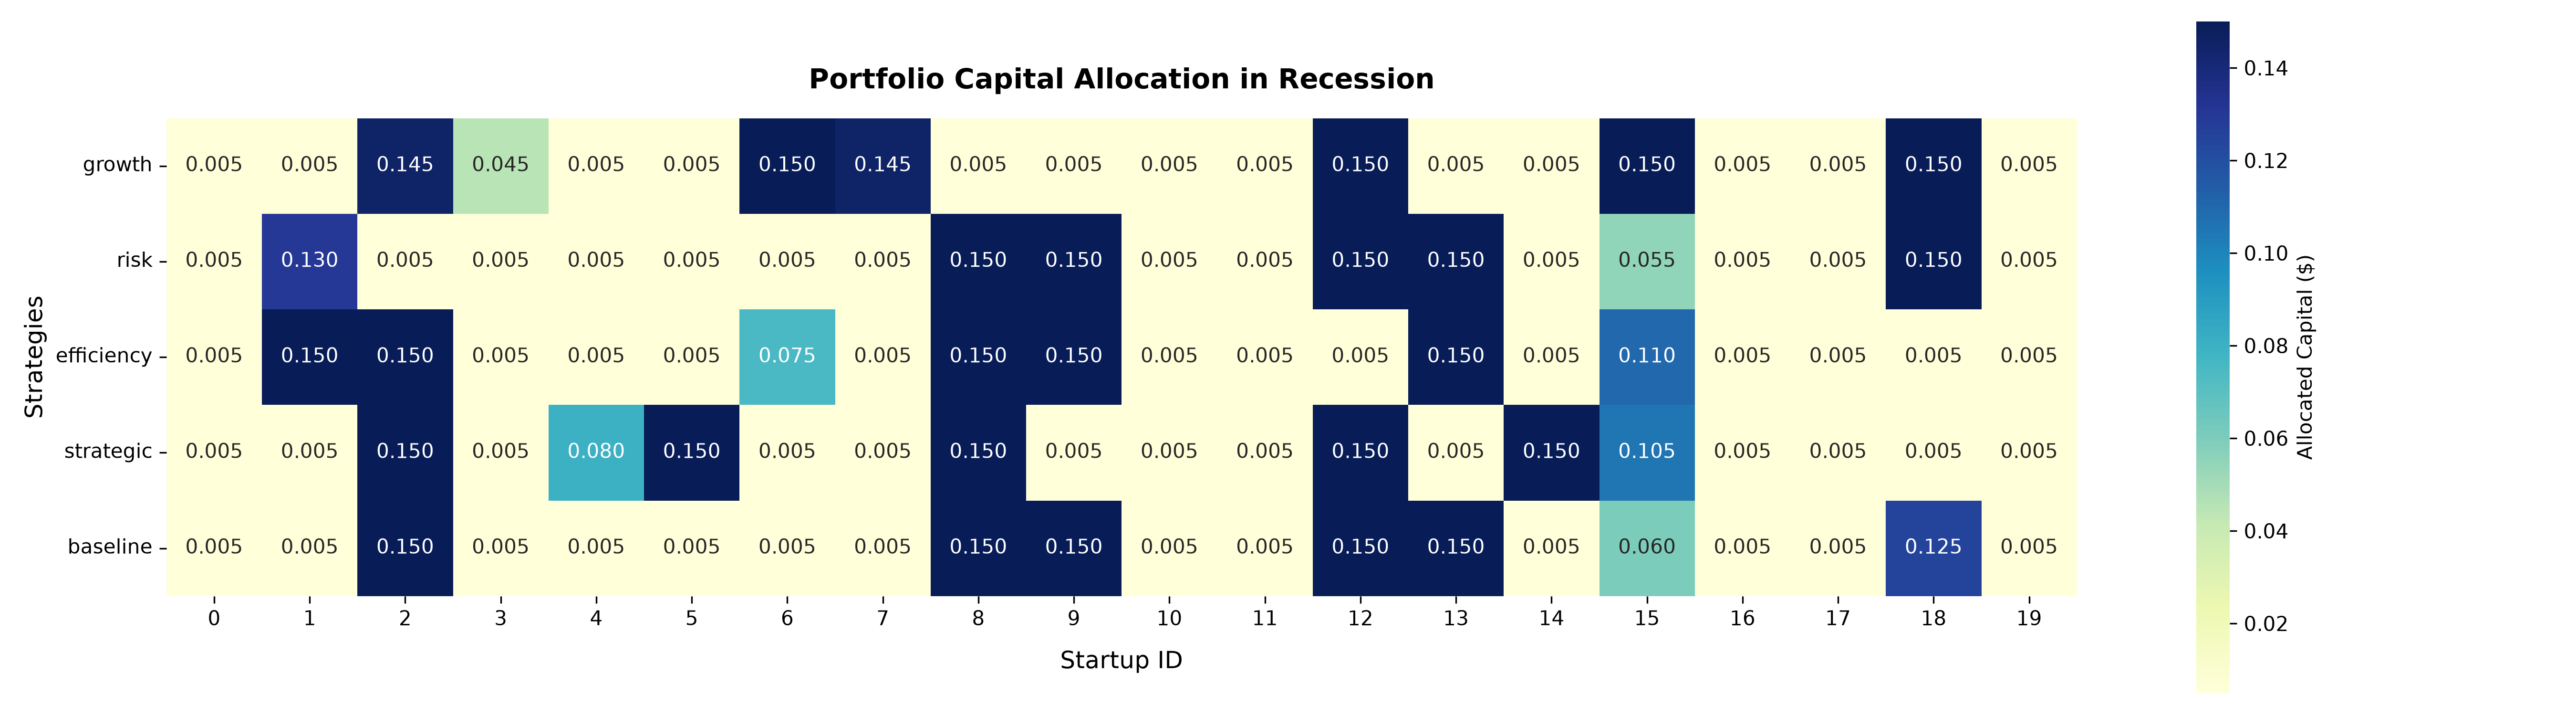 Portfolio Capital Allocation in Recession
growth 0.005 0.005 0.145 0.045 0.005 0.005 0.150 0.145 0.005 0.005 0.005 0.005 0.150 0.005 0.005 0.150 0.005 0.005 0.150 0.005
risk 0.005 0.130 0.005 0.005 0.005 0.005 0.005 0.005 0.150 0.150 0.005 0.005 0.150 0.150 0.005 0.055 0.005 0.005 0.150 0.005
efficiency 0.005 0.150 0.150 0.005 0.005 0.005 0.075 0.005 0.150 0.150 0.005 0.005 0.005 0.150 0.005 0.110 0.005 0.005 0.005 0.005
strategic 0.005 0.005 0.150 0.005 0.080 0.150 0.005 0.005 0.150 0.005 0.005 0.005 0.150 0.005 0.150 0.105 0.005 0.005 0.005 0.005
baseline 0.005 0.005 0.150 0.005 0.005 0.005 0.005 0.005 0.150 0.150 0.005 0.005 0.150 0.150 0.005 0.060 0.005 0.005 0.125 0.005
0 1 2 3 4 5 6 7 8 9 10 11 12 13 14 15 16 17 18 19
Startup ID
Strategies
0.14
0.12
0.10
0.08
0.06
0.04
0.02
Allocated Capital ($)